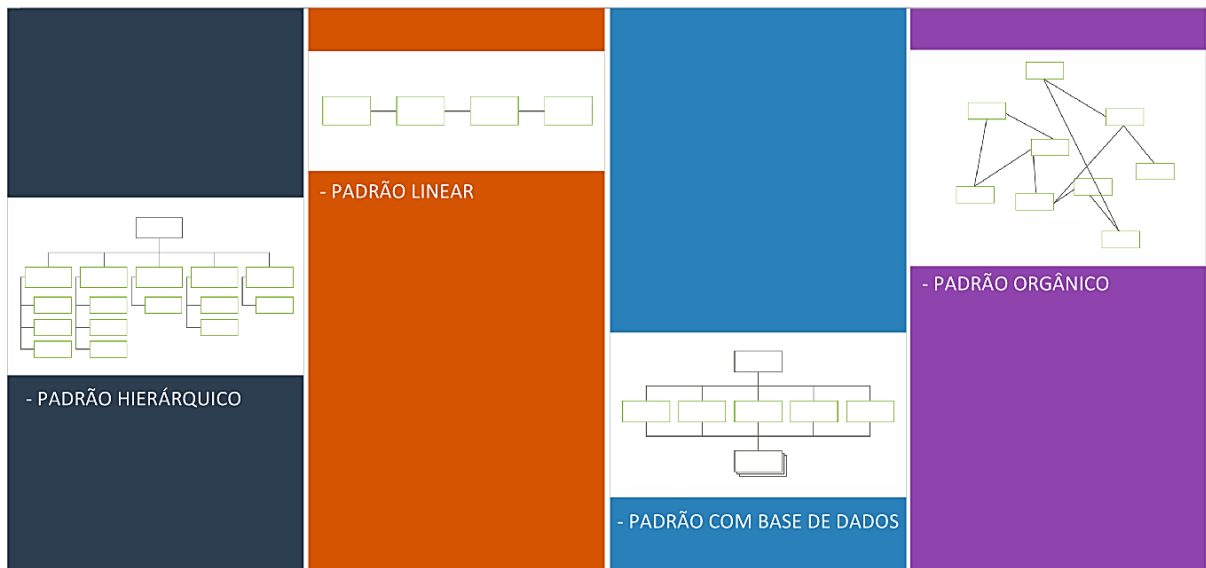 - PADRÃO HIERÁRQUICO
- PADRÃO LINEAR
- PADRÃO COM BASE DE DADOS
- PADRÃO ORGÂNICO